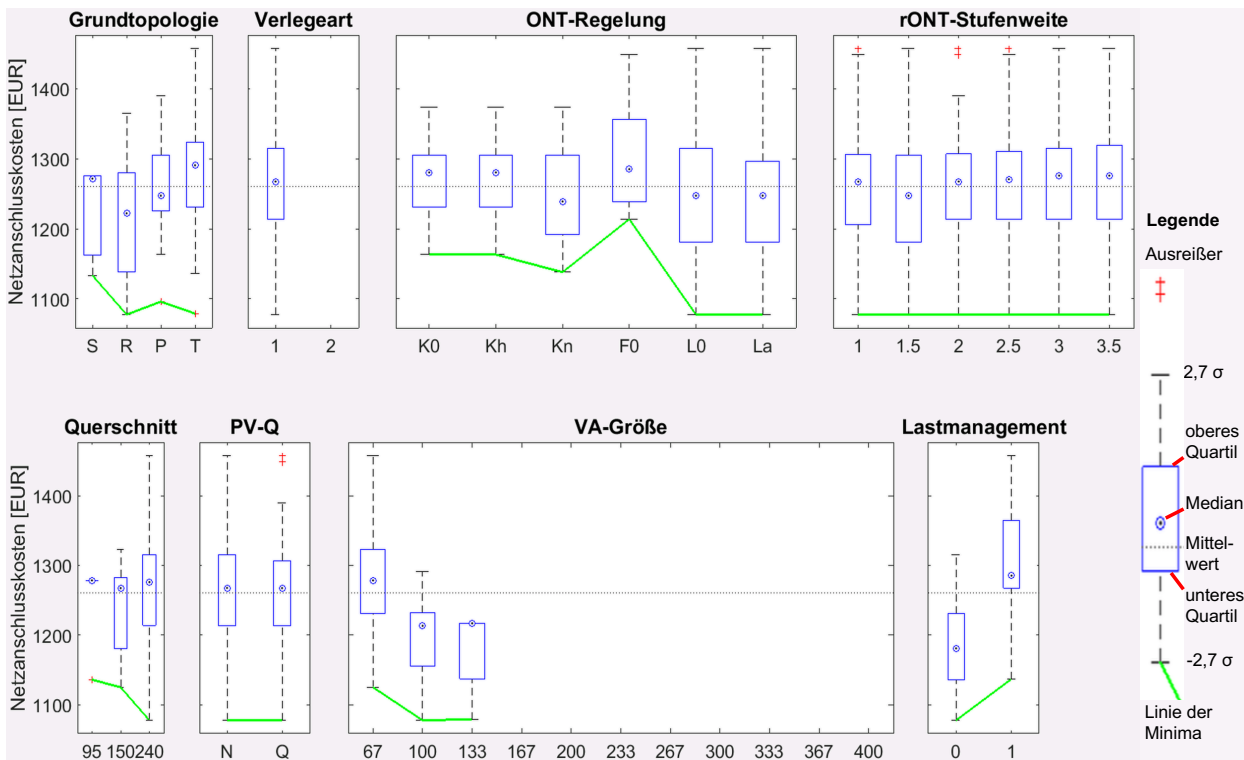 Grundtopologie Verlegeart ONT-Regelung rONT-Stufenweite
Netzanschlusskosten [EUR]
1400
1300
1200
1100
S R P T 1 2 K0 Kh Kn F0 L0 La 1 1.5 2 2.5 3 3.5
Querschnitt PV-Q VA-Größe Lastmanagement
Netzanschlusskosten [EUR]
1400
1300
1200
1100
95 150 240 N Q 67 100 133 167 200 233 267 300 333 367 400 0 1
Legende
Ausreißer
2,7 σ
oberes
Quartil
Median
Mittel-
wert
unteres
Quartil
-2,7 σ
Linie der
Minima